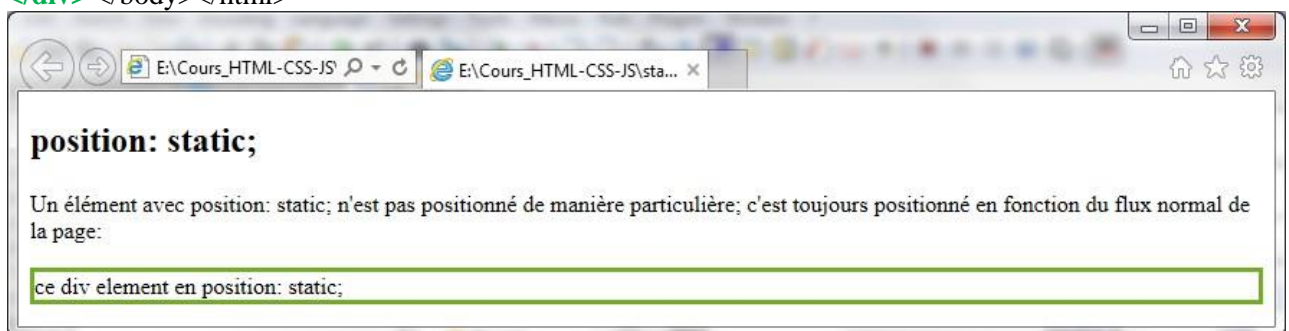 </div> </body></html>
E:\Cours_HTML-CSS-JS'
E:\Cours_HTML-CSS-JS\sta...
position: static;
Un élément avec position: static; n'est pas positionné de manière particulière; c'est toujours positionné en fonction du flux normal de
la page:
ce div element en position: static;